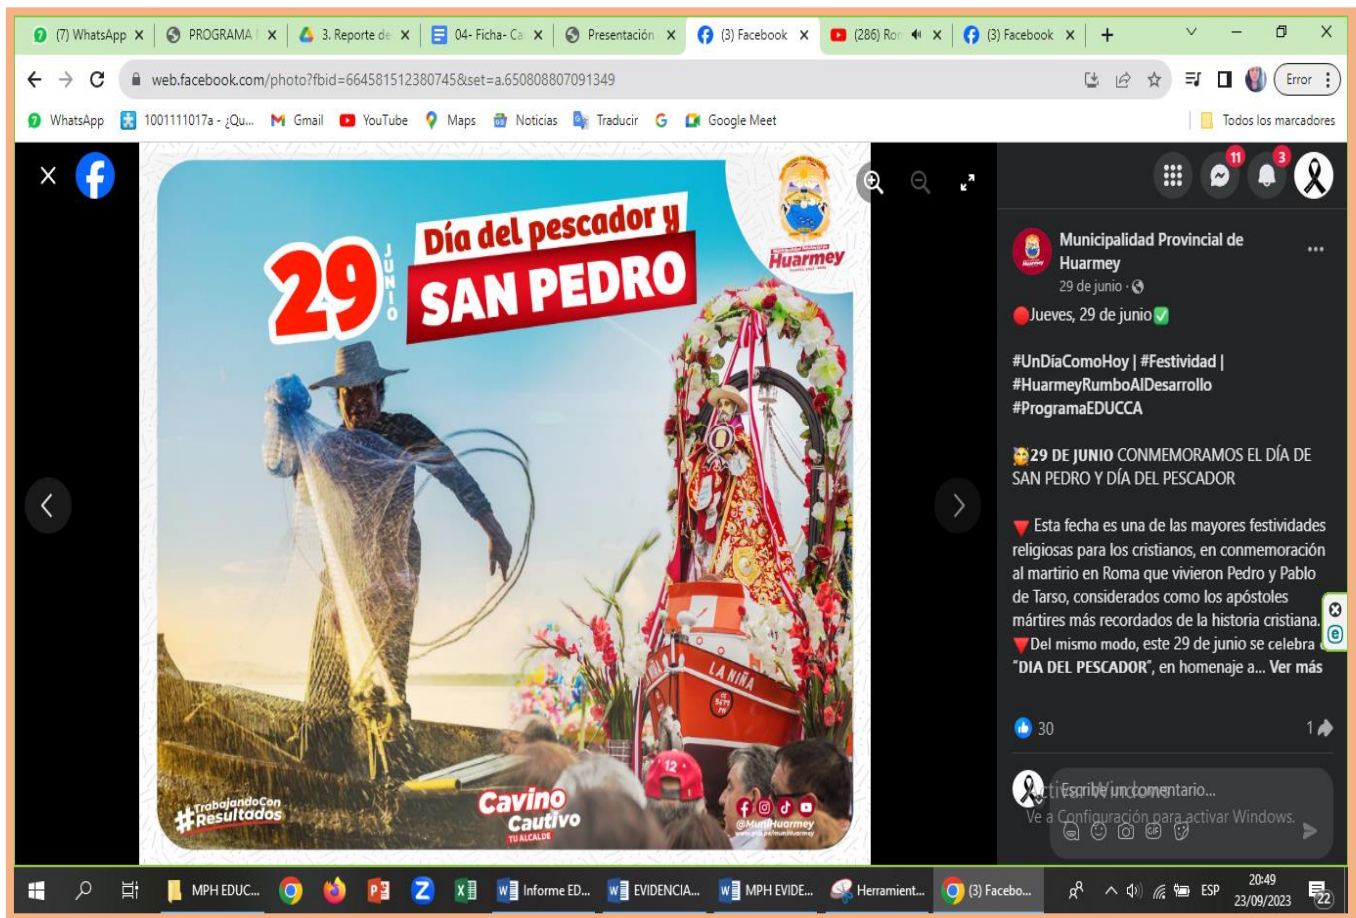 (7) WhatsApp
PROGRAMA
3. Reporte de
04- Ficha- Ca
Presentación
(3) Facebook
(286) Ron
(3) Facebook
web.facebook.com/photo?fbid=664581512380745&set=a.650808807091349
Error
WhatsApp
1001111017a - ¿Qu...
Gmail
YouTube
Maps
Noticias
Traducir
Google Meet
Todos los marcadores
29
JUNIO
Día del pescador y
SAN PEDRO
Huarmey
LA NIÑA
12
#TrabajandoCon
Resultados
Cavino
Cautivo
TU ALCALDE
@MuniHuarmey
11
3
Municipalidad Provincial de
Huarmey
29 de junio ·
Jueves, 29 de junio
#UnDíaComoHoy | #Festividad |
#HuarmeyRumboAlDesarrollo
#ProgramaEDUCCA
29 DE JUNIO CONMEMORAMOS EL DÍA DE
SAN PEDRO Y DÍA DEL PESCADOR
Esta fecha es una de las mayores festividades
religiosas para los cristianos, en conmemoración
al martirio en Roma que vivieron Pedro y Pablo
de Tarso, considerados como los apóstoles
mártires más recordados de la historia cristiana.
Del mismo modo, este 29 de junio se celebra
"DIA DEL PESCADOR", en homenaje a... Ver más
30
1
Escribe un comentario...
Activar Windows
Ve a Configuración para activar Windows.
GIF
MPH EDUC...
Informe ED...
EVIDENCIA...
MPH EVIDE...
Herramient...
(3) Facebo...
ESP
20:49
23/09/2023
22